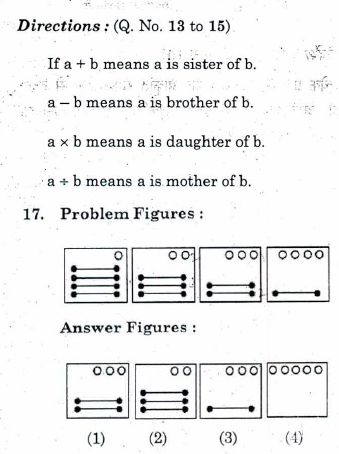 Directions : (Q. No. 13 to 15)
If a + b means a is sister of b.
a – b means a is brother of b.
a × b means a is daughter of b.
a ÷ b means a is mother of b.
17. Problem Figures :
Answer Figures :
(1) (2) (3) (4)